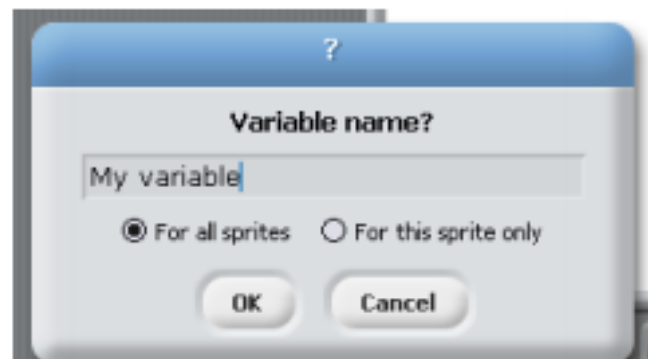 ?
Variable name?
My variable
For all sprites For this sprite only
OK Cancel